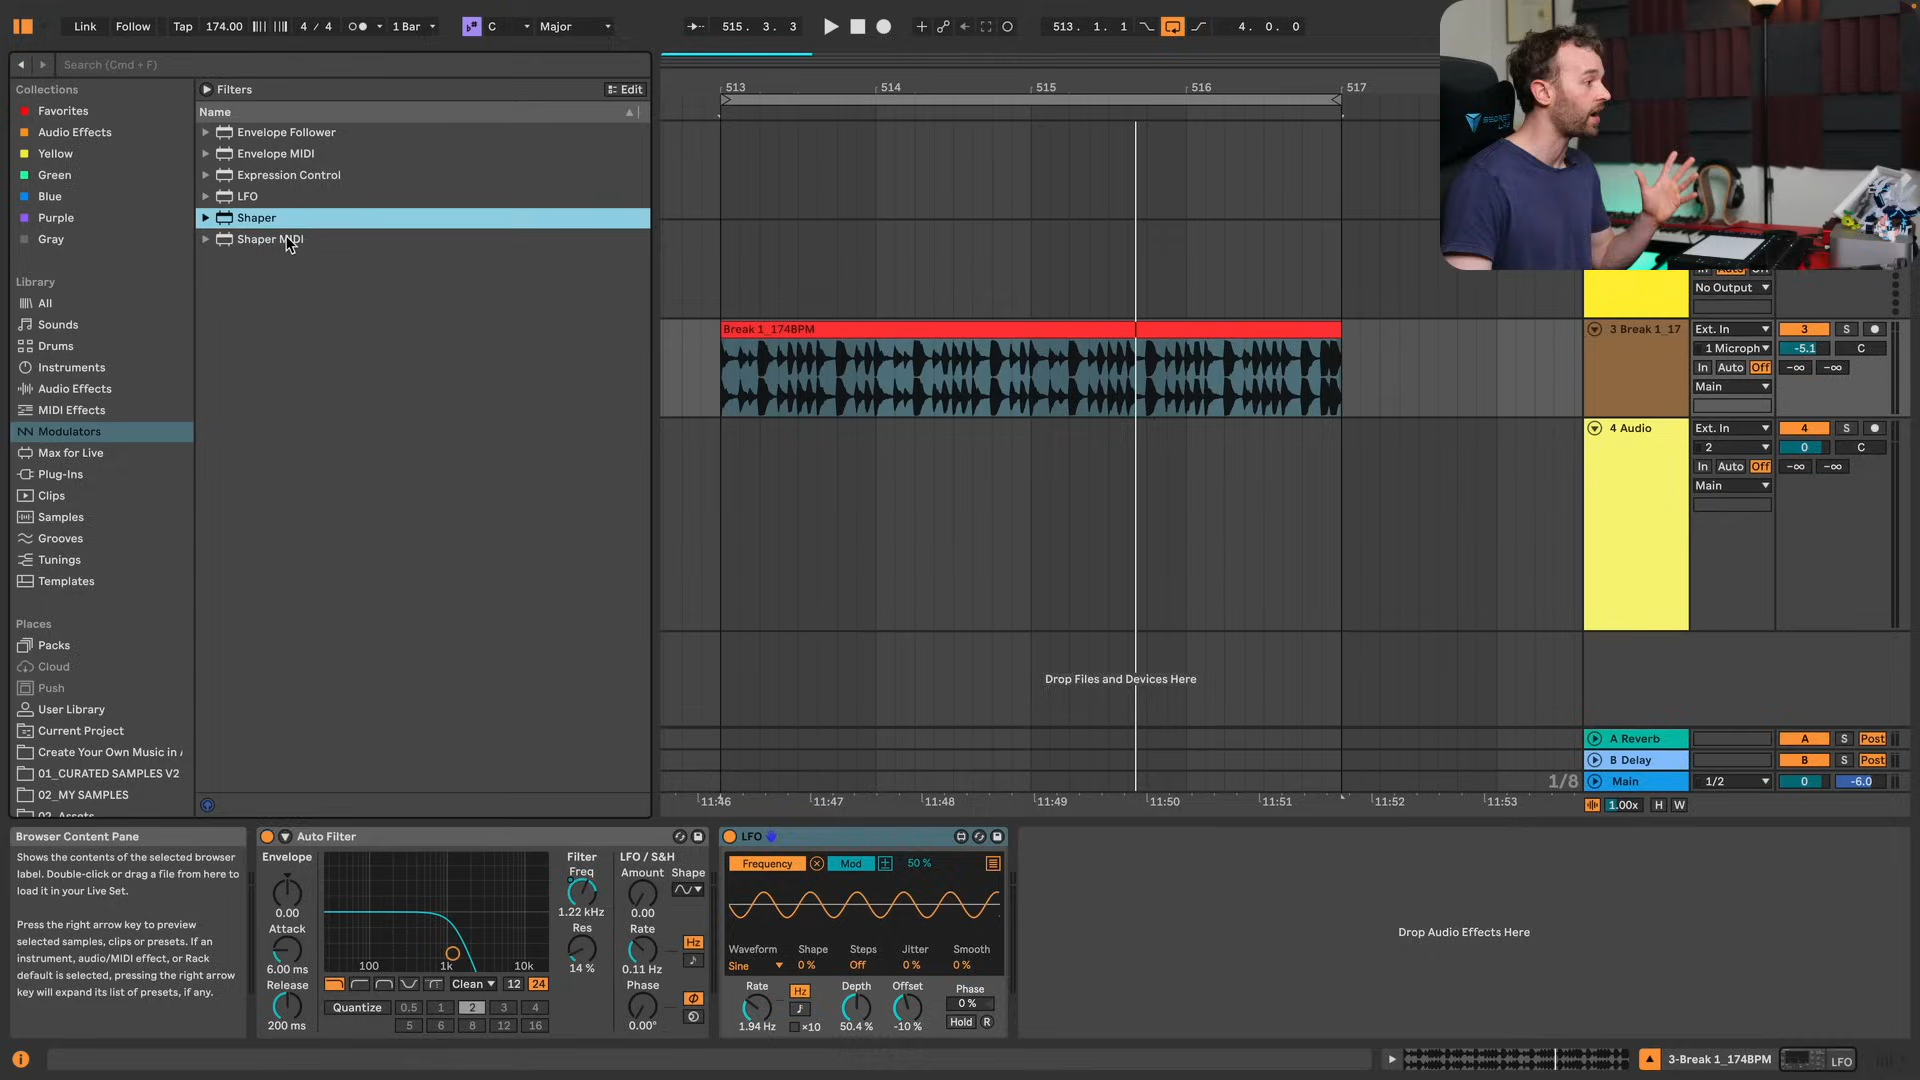 Link Follow Tap 174.00 4 / 4 1 Bar C Major 515. 3. 3 513. 1. 1 4. 0. 0
Search (Cmd + F)
Collections
Favorites
Audio Effects
Yellow
Green
Blue
Purple
Gray
Library
All
Sounds
Drums
Instruments
Audio Effects
MIDI Effects
Modulators
Max for Live
Plug-Ins
Clips
Samples
Grooves
Tunings
Templates
Places
Packs
Cloud
Push
User Library
Current Project
Create Your Own Music in
01_CURATED SAMPLES V2
02_MY SAMPLES
Filters Edit
Name
Envelope Follower
Envelope MIDI
Expression Control
LFO
Shaper
Shaper MIDI
513 514 515 516 517
SECRET LAB
Break 1_174BPM
Drop Files and Devices Here
1/8
11:46 11:47 11:48 11:49 11:50 11:51 11:52 11:53
No Output
3 Break 1_17 Ext. In 3 S
1 Microph -5.1 C
In Auto Off -∞ -∞
Main
4 Audio Ext. In 4 S
2 0 C
In Auto Off -∞ -∞
Main
A Reverb A S Post
B Delay B S Post
Main 1/2 0 -6.0
1.00x H W
Browser Content Pane
Shows the contents of the selected browser
label. Double-click or drag a file from here to
load it in your Live Set.
Press the right arrow key to preview
selected samples, clips or presets. If an
instrument, audio/MIDI effect, or Rack
default is selected, pressing the right arrow
key will expand its list of presets, if any.
Auto Filter
Envelope
0.00
Attack
6.00 ms
Release
200 ms
100 1k 10k
Clean 12 24
Quantize 0.5 1 2 3 4
5 6 8 12 16
Filter
Freq
1.22 kHz
Res
14 %
LFO / S&H
Amount Shape
0.00
Rate
Hz
0.11 Hz
Phase
0.00°
LFO
Frequency Mod 50 %
Waveform Shape Steps Jitter Smooth
Sine 0 % Off 0 % 0 %
Rate Hz Depth Offset Phase
0 %
1.94 Hz ×10 50.4 % -10 % Hold R
Drop Audio Effects Here
3-Break 1_174BPM LFO